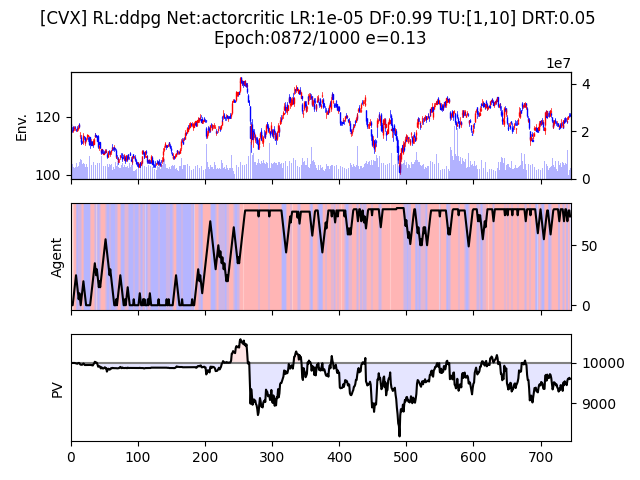 [CVX] RL:ddpg Net:actorcritic LR:1e-05 DF:0.99 TU:[1,10] DRT:0.05
Epoch:0872/1000 e=0.13
1e7
Env.
120
100
4
2
0
Agent
50
0
PV
10000
9000
0 100 200 300 400 500 600 700